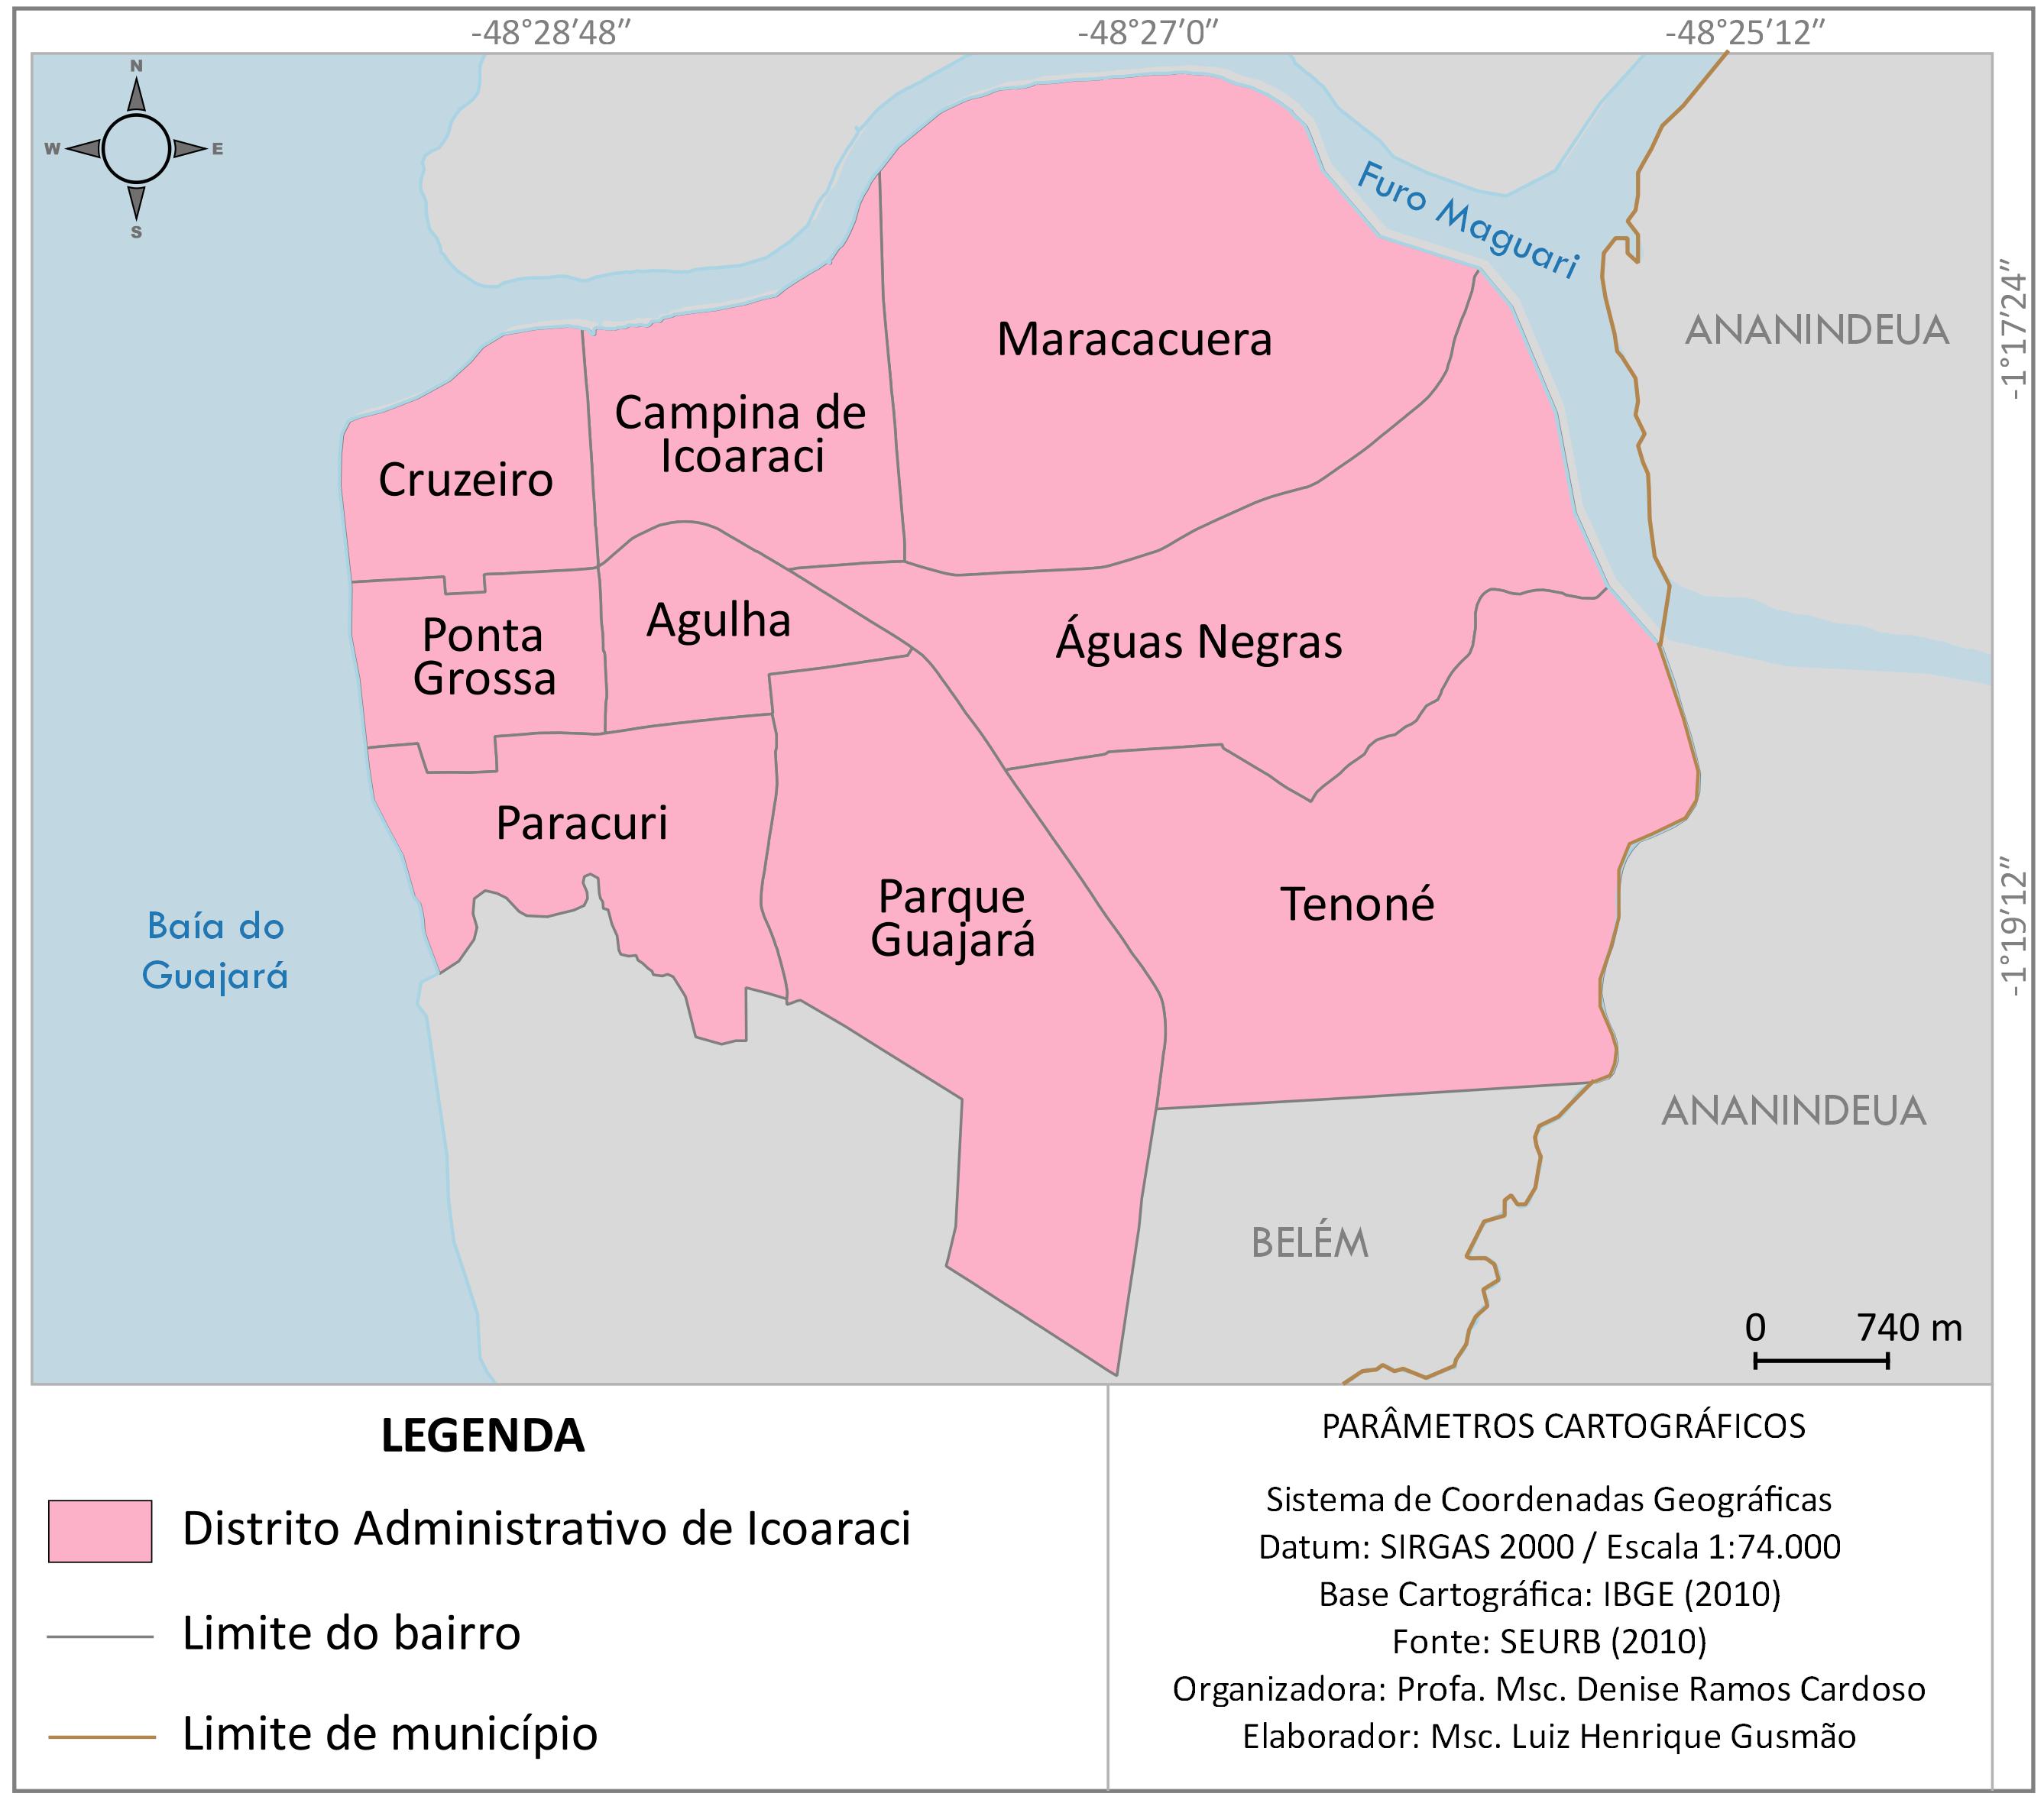 -48°28'48"
-48°27'0"
-48°25'12"
N
W
E
S
Furo Maguari
-1°17'24"
ANANINDEUA
Maracacuera
Campina de
Icoaraci
Cruzeiro
Ponta
Grossa
Agulha
Águas Negras
Paracuri
Parque
Guajará
Tenoné
-1°19'12"
Baía do
Guajará
ANANINDEUA
BELÉM
0 740 m
LEGENDA
Distrito Administrativo de Icoaraci
Limite do bairro
Limite de município
PARÂMETROS CARTOGRÁFICOS
Sistema de Coordenadas Geográficas
Datum: SIRGAS 2000 / Escala 1:74.000
Base Cartográfica: IBGE (2010)
Fonte: SEURB (2010)
Organizadora: Profa. Msc. Denise Ramos Cardoso
Elaborador: Msc. Luiz Henrique Gusmão